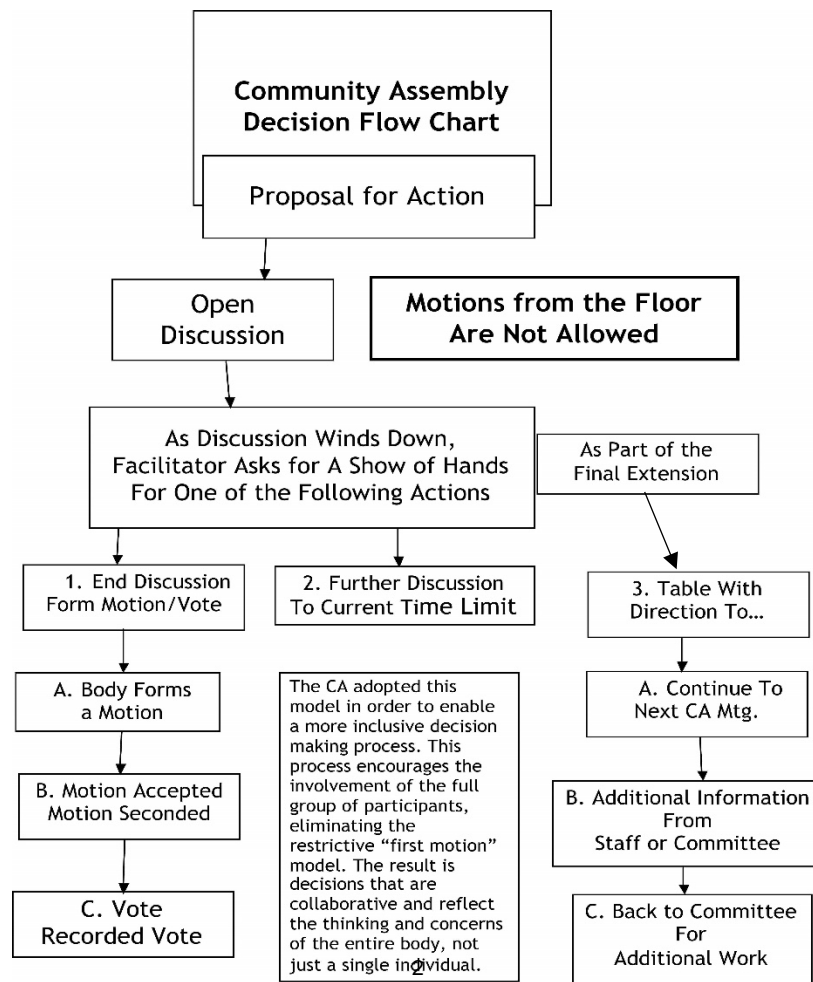 Community Assembly
Decision Flow Chart
Proposal for Action
Open
Discussion
Motions from the Floor
Are Not Allowed
As Discussion Winds Down,
Facilitator Asks for A Show of Hands
For One of the Following Actions
As Part of the
Final Extension
1. End Discussion
Form Motion/Vote
2. Further Discussion
To Current Time Limit
3. Table With
Direction To…
A. Body Forms
a Motion
B. Motion Accepted
Motion Seconded
C. Vote
Recorded Vote
The CA adopted this
model in order to enable
a more inclusive decision
making process. This
process encourages the
involvement of the full
group of participants,
eliminating the
restrictive “first motion”
model. The result is
decisions that are
collaborative and reflect
the thinking and concerns
of the entire body, not
just a single individual.
2
A. Continue To
Next CA Mtg.
B. Additional Information
From
Staff or Committee
C. Back to Committee
For
Additional Work